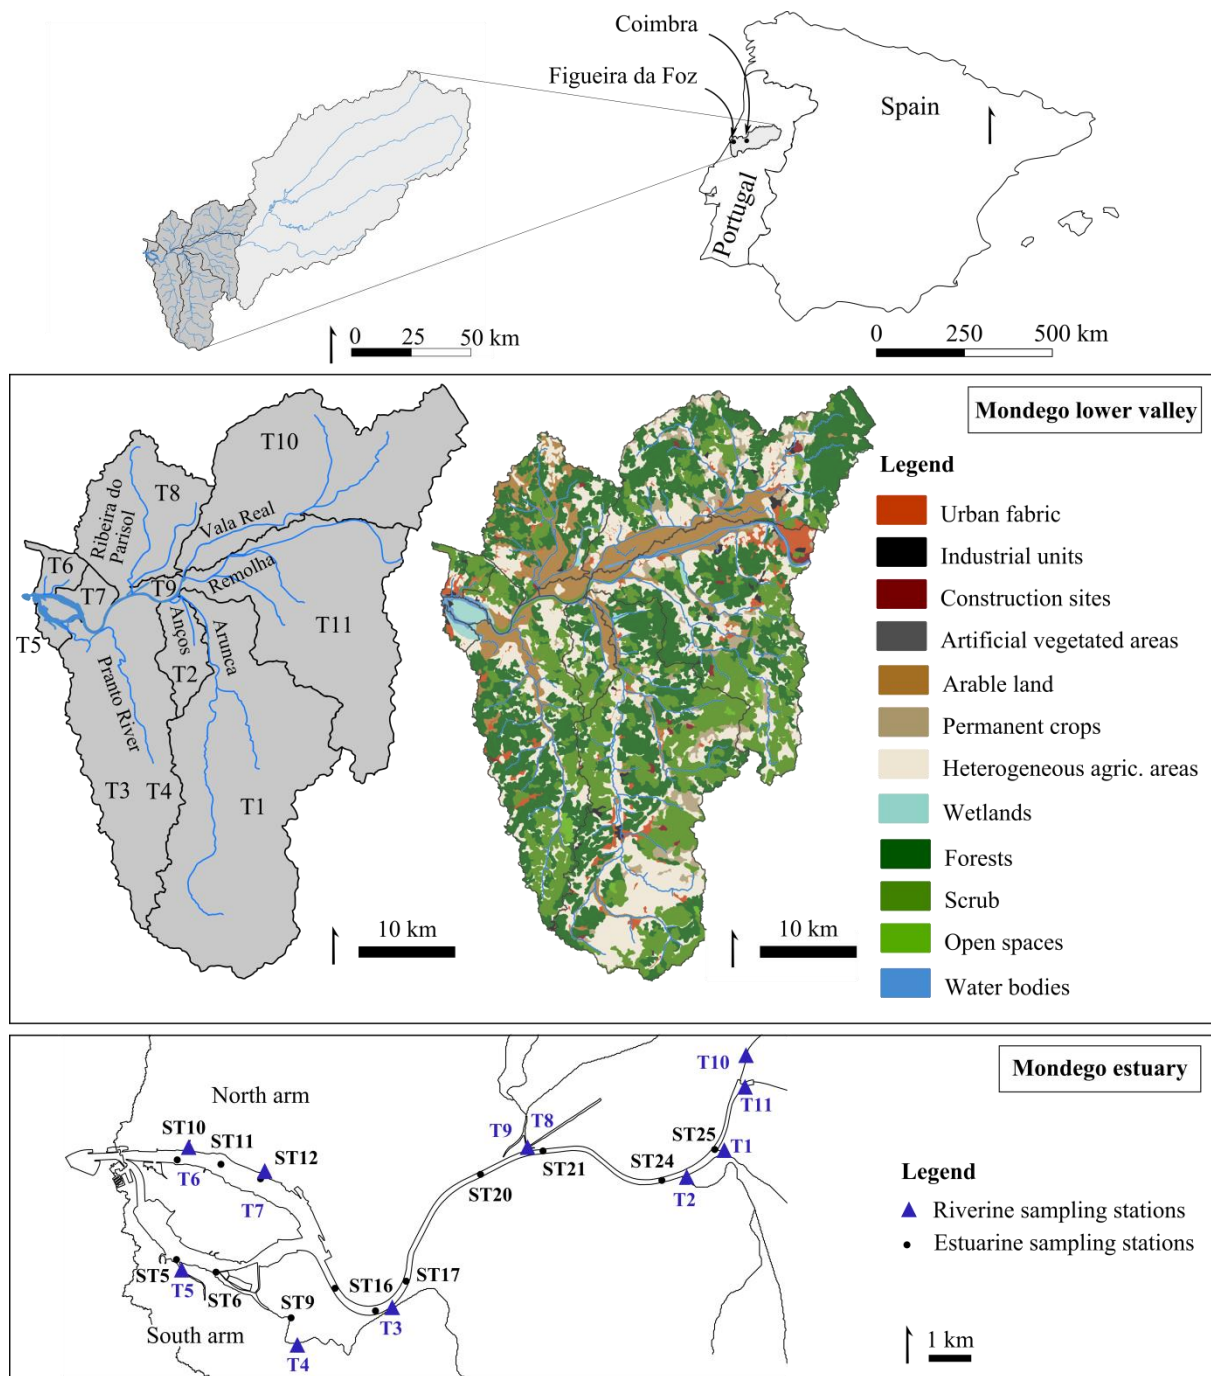 Coimbra
Figueira da Foz
Spain
Portugal
0 25 50 km
0 250 500 km
Mondego lower valley
T10
T8
Ribeira do
Parisol
Vala Real
T6
T7
T9
Remolha
T5
Anços
Arunca
T11
T2
Pranto River
T3
T4
T1
10 km
10 km
Legend
Urban fabric
Industrial units
Construction sites
Artificial vegetated areas
Arable land
Permanent crops
Heterogeneous agric. areas
Wetlands
Forests
Scrub
Open spaces
Water bodies
Mondego estuary
T10
T11
North arm
ST10
ST11
ST12
T6
T7
T9
T8
ST21
ST20
ST25
T1
ST24
T2
ST5
T5
ST6
ST9
ST16
ST17
T3
T4
South arm
Legend
Riverine sampling stations
Estuarine sampling stations
1 km